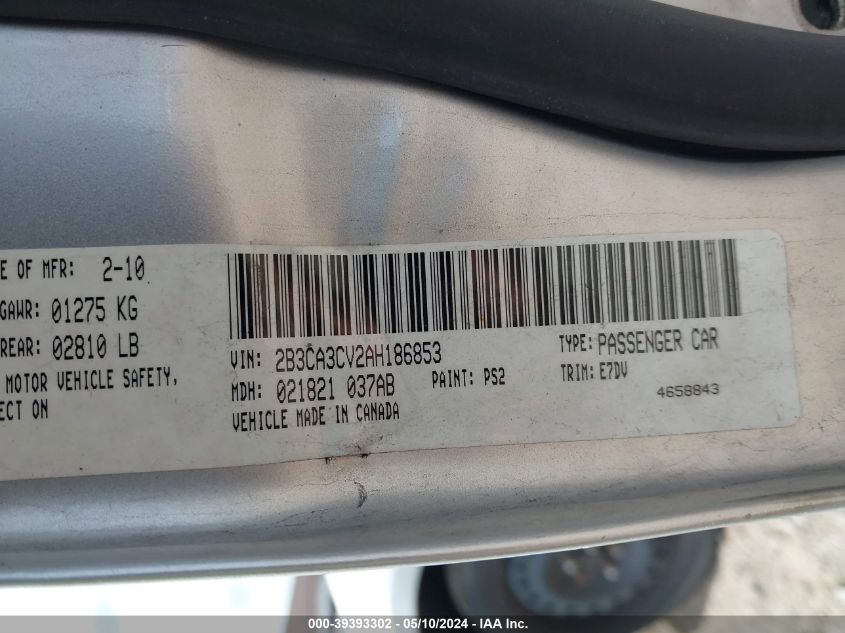 E OF MFR: 2-10
GAWR: 01275 KG
REAR: 02810 LB
MOTOR VEHICLE SAFETY,
ECT ON
VIN: 2B3CA3CV2AH186853
TYPE: PASSENGER CAR
MDH: 021821 037AB
PAINT: PS2
TRIM: E7DV
VEHICLE MADE IN CANADA
4658843
000-39393302 - 05/10/2024 - IAA Inc.